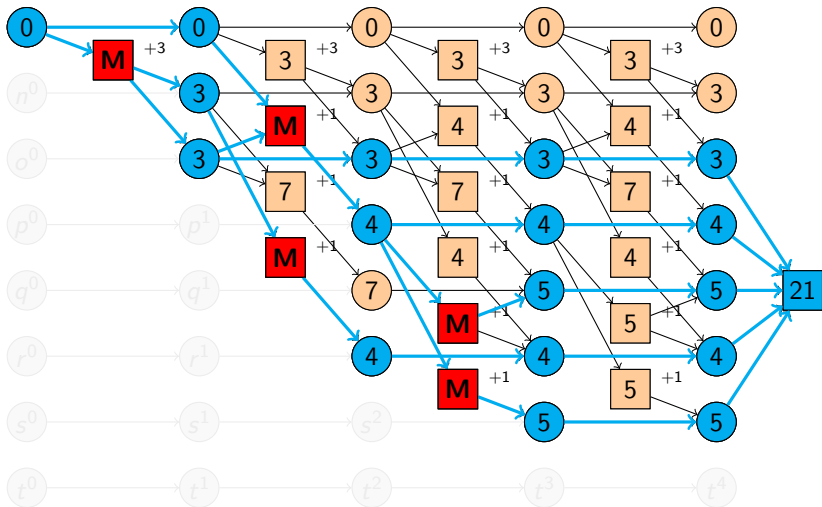 0 0 0 0 0
M +3 3 +3 3 +3 3 +3
n⁰ 3 3 3 3
M +1 4 +1 4 +1
o⁰ 3 3 3 3
7 +1 7 +1 7 +1
p⁰ p¹ 4 4 4
M +1 4 +1 4 +1
q⁰ q¹ 7 5 5 21
M +1 5 +1
r⁰ r¹ 4 4 4
M +1 5 +1
s⁰ s¹ s² 5 5
t⁰ t¹ t² t³ t⁴